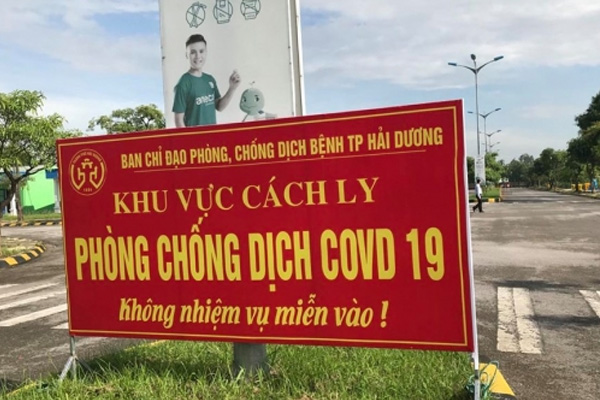 BAN CHỈ ĐẠO PHÒNG, CHỐNG DỊCH BỆNH TP HẢI DƯƠNG
KHU VỰC CÁCH LY
PHÒNG CHỐNG DỊCH COVD 19
Không nhiệm vụ miễn vào !